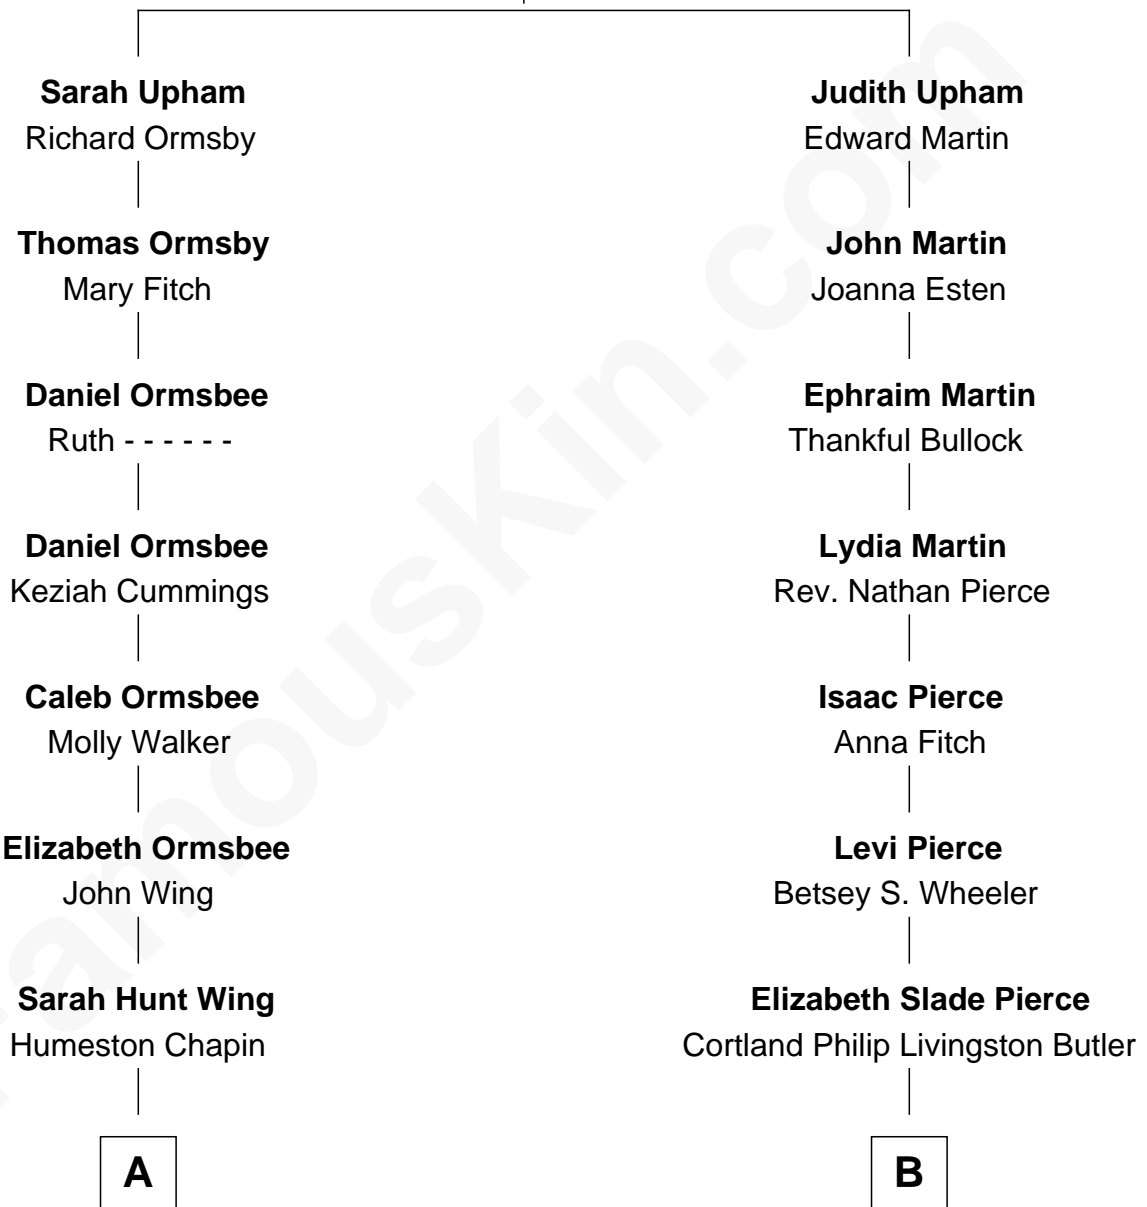 Sarah Upham
Richard Ormsby
Thomas Ormsby
Mary Fitch
Daniel Ormsbee
Ruth - - - - - -
Daniel Ormsbee
Keziah Cummings
Caleb Ormsbee
Molly Walker
Elizabeth Ormsbee
John Wing
Sarah Hunt Wing
Humeston Chapin
A
Judith Upham
Edward Martin
John Martin
Joanna Esten
Ephraim Martin
Thankful Bullock
Lydia Martin
Rev. Nathan Pierce
Isaac Pierce
Anna Fitch
Levi Pierce
Betsey S. Wheeler
Elizabeth Slade Pierce
Cortland Philip Livingston Butler
B
FamousKin.com